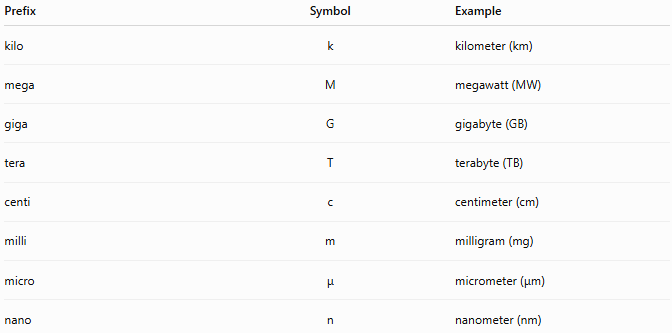 Prefix Symbol Example
kilo k kilometer (km)
mega M megawatt (MW)
giga G gigabyte (GB)
tera T terabyte (TB)
centi c centimeter (cm)
milli m milligram (mg)
micro μ micrometer (μm)
nano n nanometer (nm)